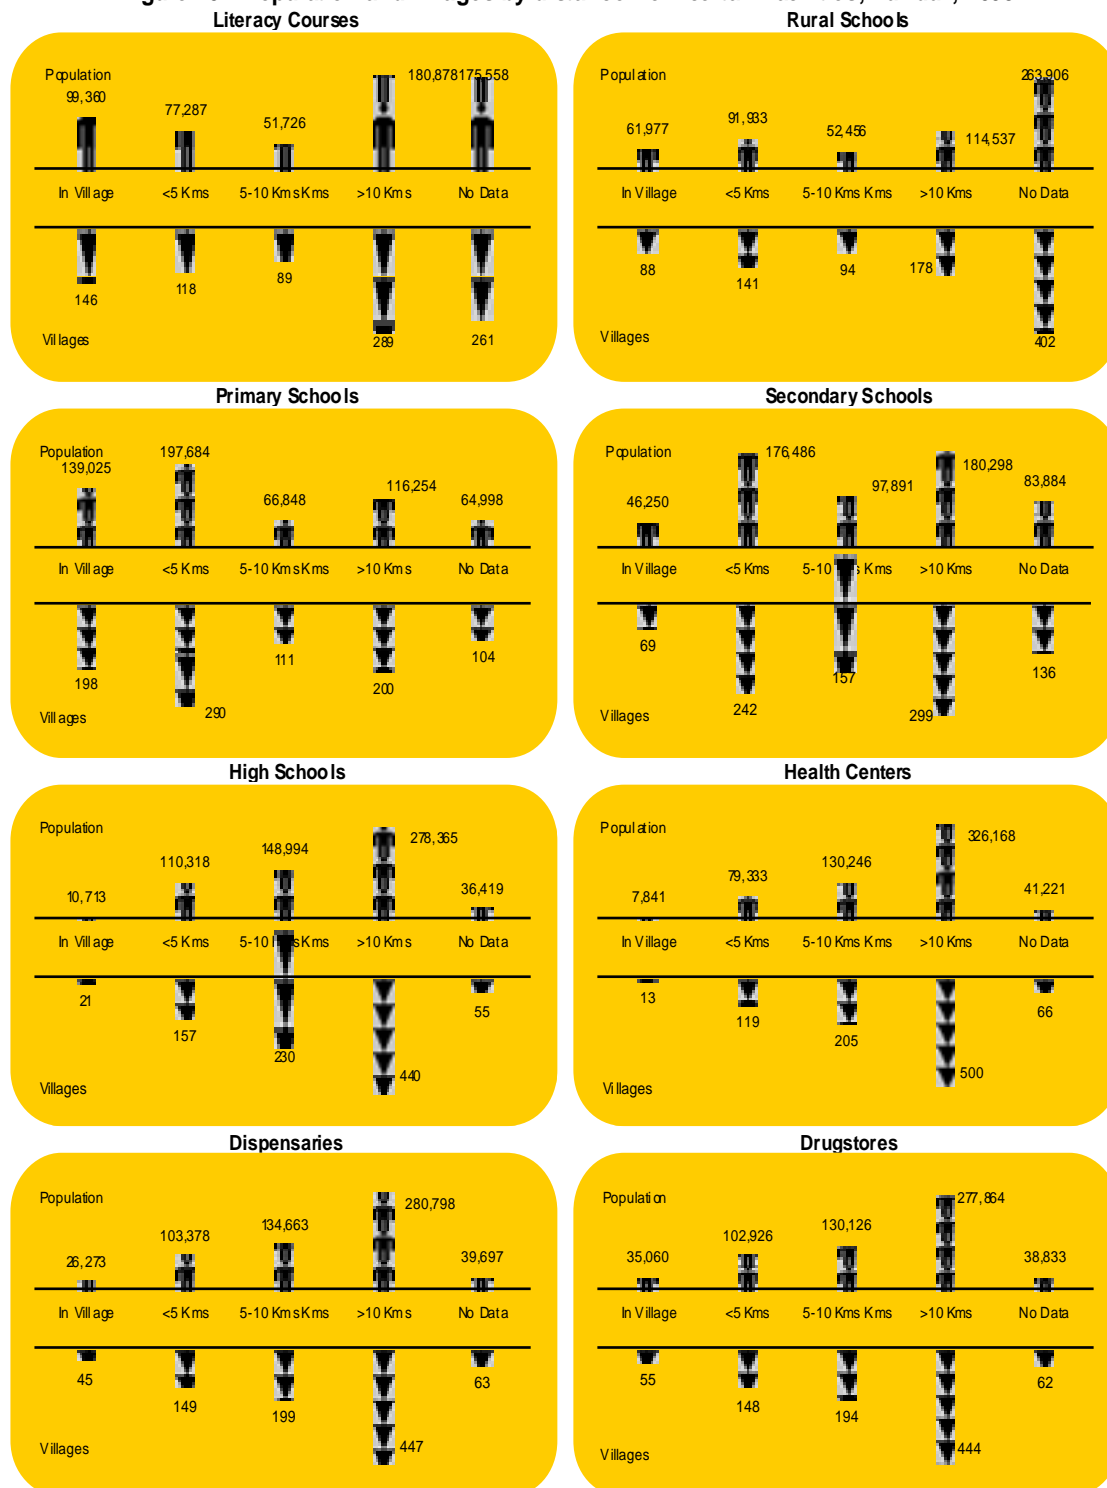 Literacy Courses
Population
99,360
77,287
51,726
180,878
175,558
In Village
<5 Kms
5-10 Kms Kms
>10 Kms
No Data
146
118
89
289
261
Villages
Rural Schools
Population
61,977
91,933
52,456
114,537
263,906
In Village
<5 Kms
5-10 Kms Kms
>10 Kms
No Data
88
141
94
178
402
Villages
Primary Schools
Population
139,025
197,684
66,848
116,254
64,998
In Village
<5 Kms
5-10 Kms Kms
>10 Kms
No Data
198
290
111
200
104
Villages
Secondary Schools
Population
46,250
176,486
97,891
180,298
83,884
In Village
<5 Kms
5-10 Kms
>10 Kms
No Data
69
242
157
299
136
Villages
High Schools
Population
10,713
110,318
148,994
278,365
36,419
In Village
<5 Kms
5-10 Kms
>10 Kms
No Data
21
157
230
440
55
Villages
Health Centers
Population
7,841
79,333
130,246
326,168
41,221
In Village
<5 Kms
5-10 Kms Kms
>10 Kms
No Data
13
119
205
500
66
Villages
Dispensaries
Population
26,273
103,378
134,663
280,798
39,697
In Village
<5 Kms
5-10 Kms Kms
>10 Kms
No Data
45
149
199
447
63
Villages
Drugstores
Population
35,060
102,926
130,126
277,864
38,833
In Village
<5 Kms
5-10 Kms Kms
>10 Kms
No Data
55
148
194
444
62
Villages